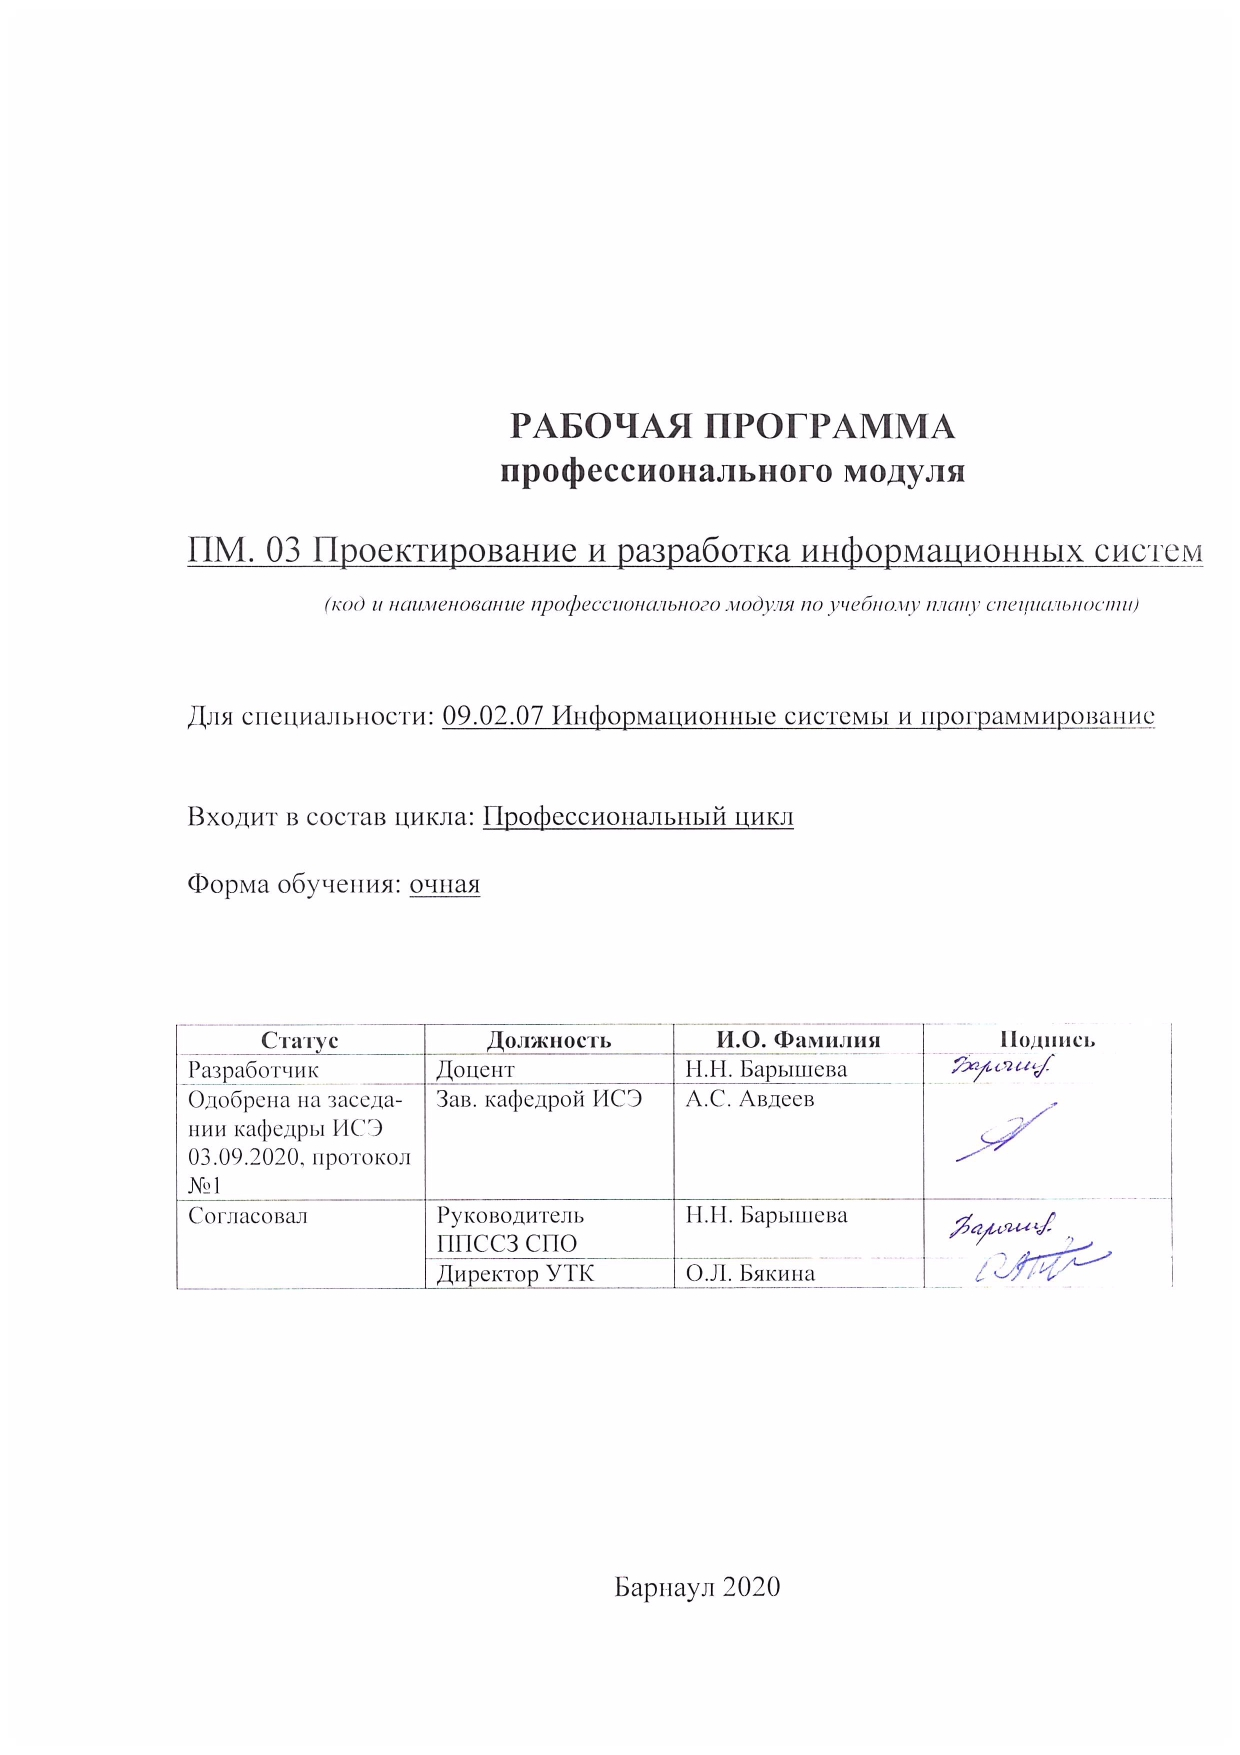 РАБОЧАЯ ПРОГРАММА
профессионального модуля
ПМ. 03 Проектирование и разработка информационных систем
(код и наименование профессионального модуля по учебному плану специальности)
Для специальности: 09.02.07 Информационные системы и программирование
Входит в состав цикла: Профессиональный цикл
Форма обучения: очная
Статус Должность И.О. Фамилия Подпись
Разработчик Доцент Н.Н. Барышева
Одобрена на заседа- Зав. кафедрой ИСЭ А.С. Авдеев
нии кафедры ИСЭ
03.09.2020, протокол
№1
Согласовал Руководитель Н.Н. Барышева
ППССЗ СПО
Директор УТК О.Л. Бякина
Барнаул 2020